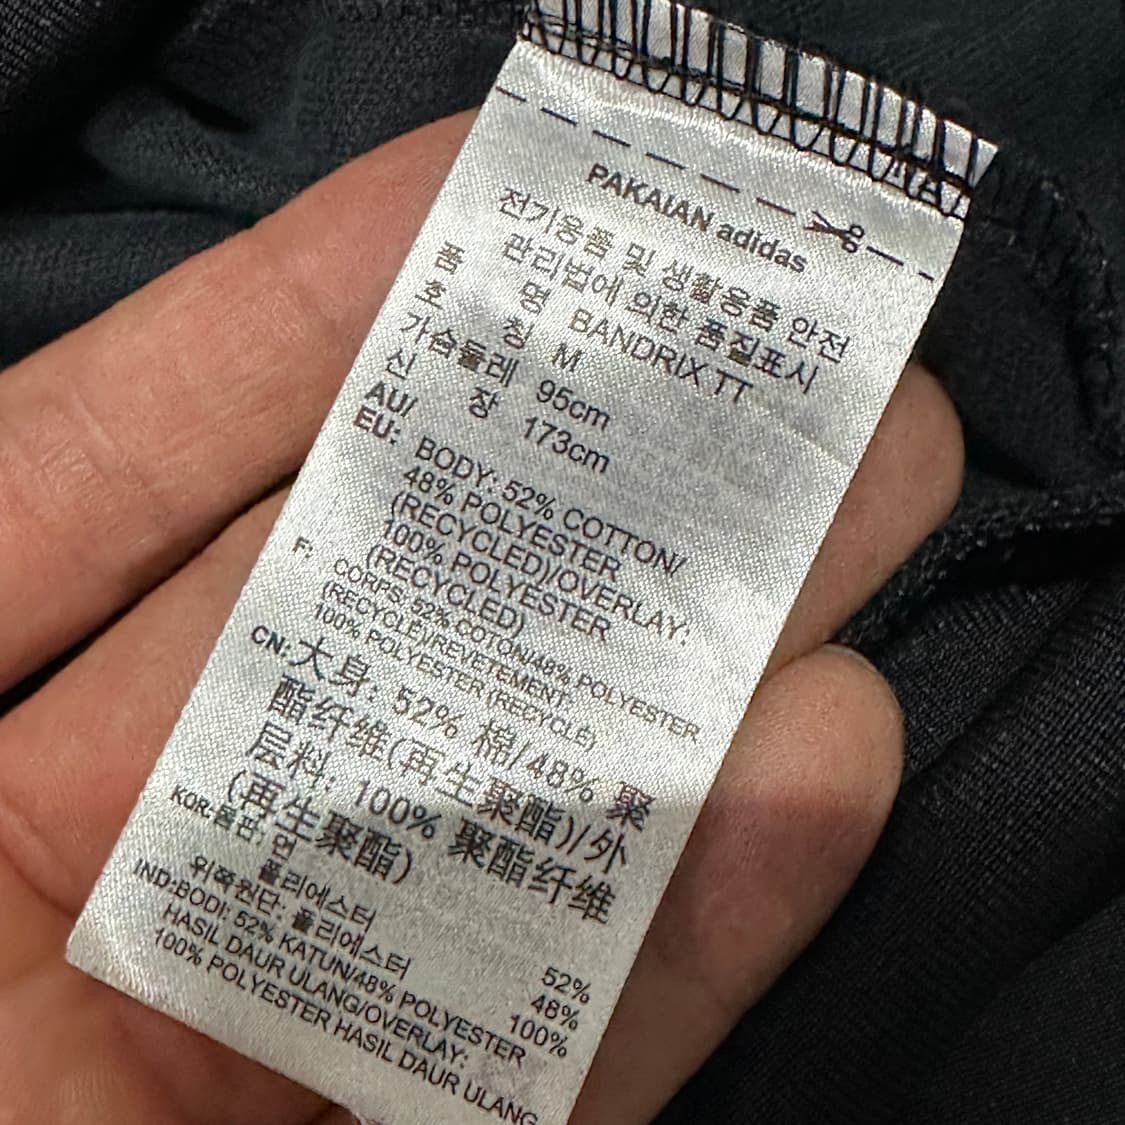 PAKAIAN adidas
전기용품 및 생활용품 안전
관리법에 의한 품질표시
품 명 BANDRIX TT
호 칭 M
가슴둘레 95cm
신 장 173cm
AU/
EU: BODY: 52% COTTON/
48% POLYESTER
(RECYCLED)/OVERLAY:
100% POLYESTER
(RECYCLED)
F: CORPS: 52% COTON/48% POLYESTER
(RECYCLÉ)/REVETEMENT
100% POLYESTER (RECYCLÉ)
CN: 大身: 52% 棉/48% 聚
酯纤维(再生聚酯)/外
层料: 100% 聚酯纤维
(再生聚酯)
KOR:몸판: 면 52%
폴리에스터 48%
위쪽원단: 폴리에스터 100%
IND:BODI: 52% KATUN/48% POLYESTER
HASIL DAUR ULANG/OVERLAY:
100% POLYESTER HASIL DAUR ULANG